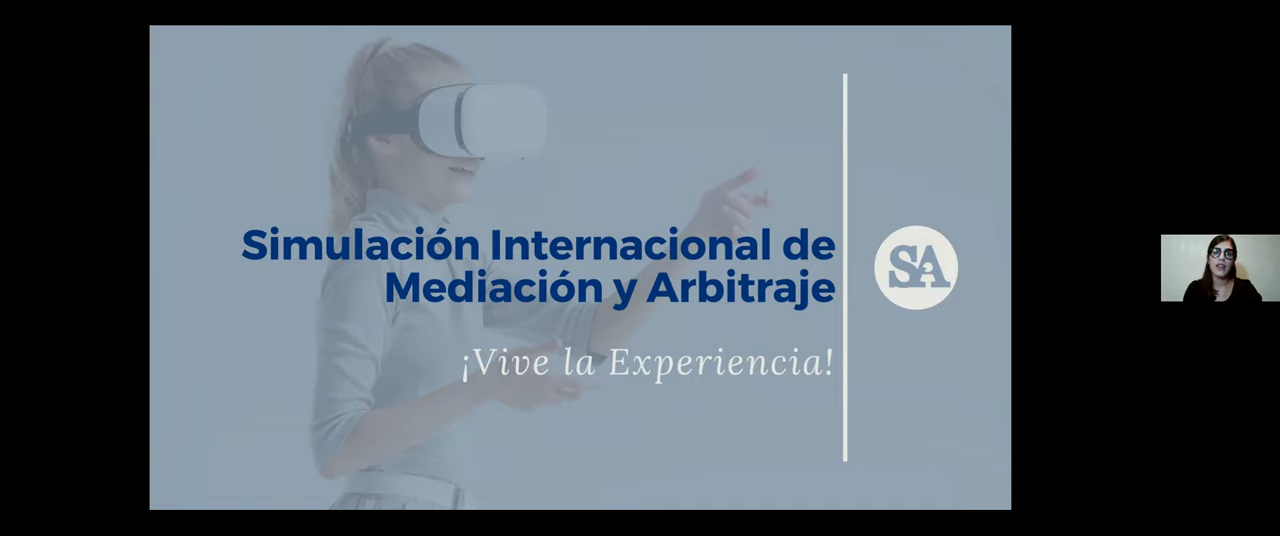 Simulación Internacional de
Mediación y Arbitraje
¡Vive la Experiencia!
SA